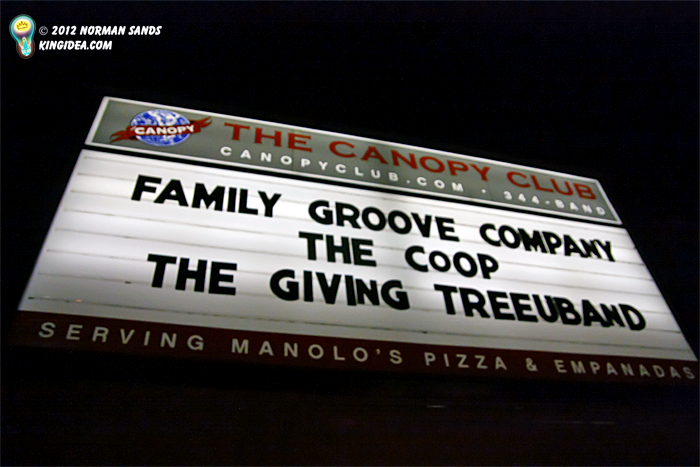 © 2012 NORMAN SANDS
KINGIDEA.COM
CANOPY
THE CANOPY CLUB
CANOPYCLUB.COM · 344-BAND
FAMILY GROOVE COMPANY
THE COOP
THE GIVING TREEUBAND
SERVING MANOLO'S PIZZA & EMPANADAS